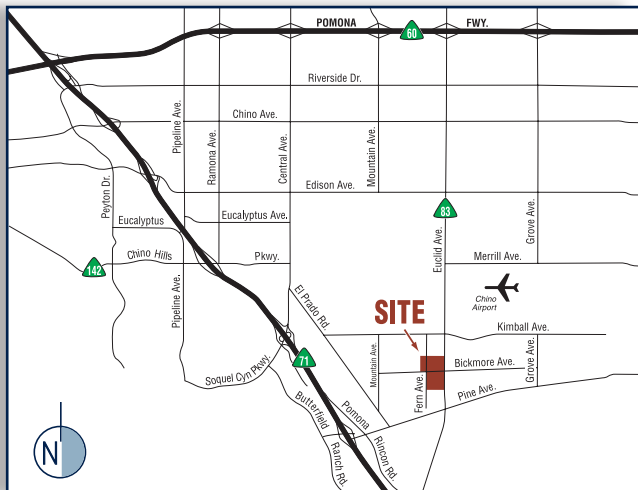 POMONA
60
FWY.
Riverside Dr.
Pipeline Ave.
Ramona Ave.
Chino Ave.
Central Ave.
Mountain Ave.
Edison Ave.
Peyton Dr.
Eucalyptus
Eucalyptus Ave.
83
Euclid Ave.
Grove Ave.
142
Chino Hills
Pkwy.
Merrill Ave.
Pipeline Ave.
El Prado Rd.
Chino
Airport
SITE
Kimball Ave.
71
Soquel Cyn Pkwy.
Mountain Ave.
Fern Ave.
Bickmore Ave.
Grove Ave.
Pine Ave.
Butterfield
Ranch Rd.
Pomona
Rincon Rd.
N